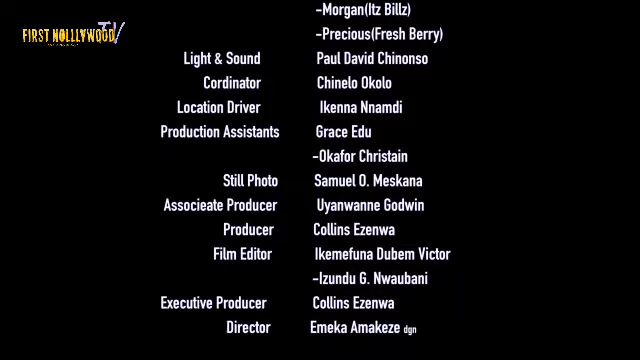 -Morgan(Itz Billz)
FIRST NOLLYWOOD TV
-Precious(Fresh Berry)
Light & Sound Paul David Chinonso
Cordinator Chinelo Okolo
Location Driver Ikenna Nnamdi
Production Assistants Grace Edu
-Okafor Christain
Still Photo Samuel O. Meskana
Associeate Producer Uyanwanne Godwin
Producer Collins Ezenwa
Film Editor Ikemefuna Dubem Victor
-Izundu G. Nwaubani
Executive Producer Collins Ezenwa
Director Emeka Amakeze dgn